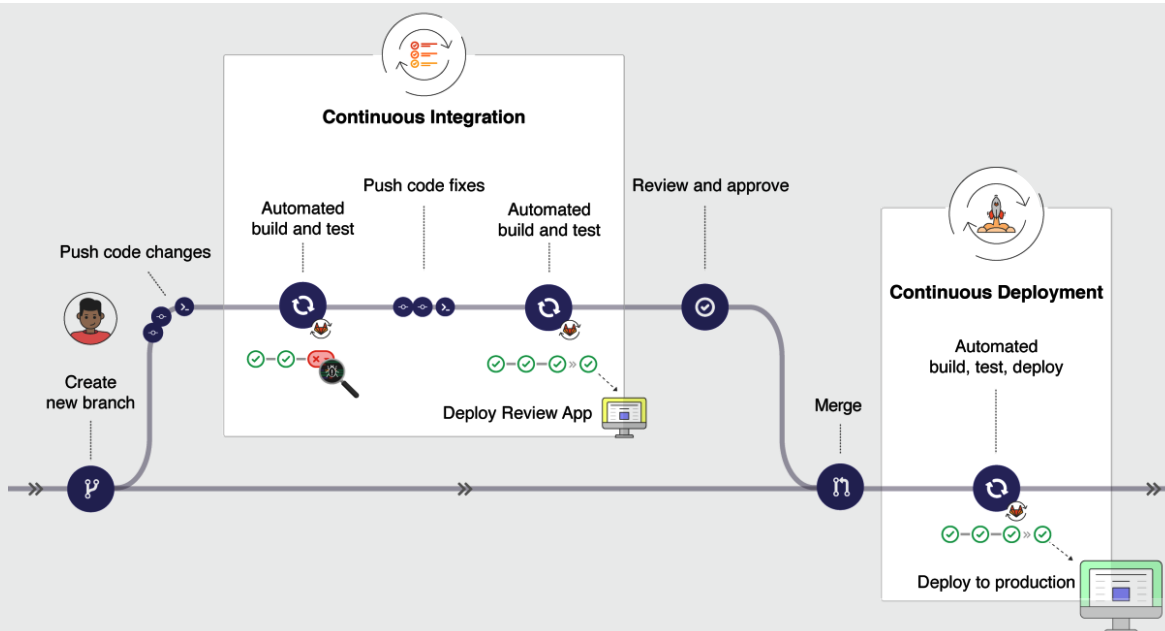 Continuous Integration
Push code fixes
Review and approve
Automated
build and test
Automated
build and test
Push code changes
Continuous Deployment
Automated
build, test, deploy
Create
new branch
Merge
Deploy Review App
Deploy to production